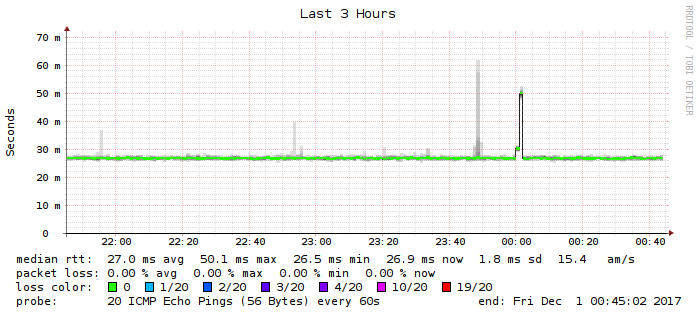 Last 3 Hours
RRDTOOL / TOBI OETIKER
Seconds
70 m
60 m
50 m
40 m
30 m
20 m
10 m
0
22:00 22:20 22:40 23:00 23:20 23:40 00:00 00:20 00:40
median rtt: 27.0 ms avg 50.1 ms max 26.5 ms min 26.9 ms now 1.8 ms sd 15.4 am/s
packet loss: 0.00 % avg 0.00 % max 0.00 % min 0.00 % now
loss color: 0 1/20 2/20 3/20 4/20 10/20 19/20
probe: 20 ICMP Echo Pings (56 Bytes) every 60s end: Fri Dec 1 00:45:02 2017